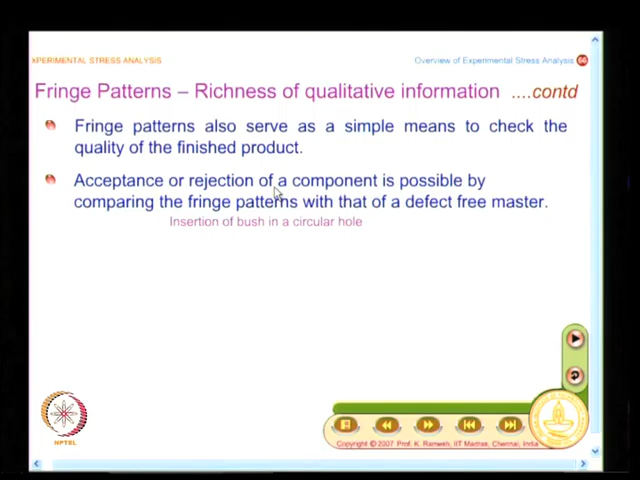 XPERIMENTAL STRESS ANALYSIS
Overview of Experimental Stress Analysis 66
Fringe Patterns – Richness of qualitative information ....contd
Fringe patterns also serve as a simple means to check the
quality of the finished product.
Acceptance or rejection of a component is possible by
comparing the fringe patterns with that of a defect free master.
Insertion of bush in a circular hole
NPTEL
Copyright © 2007 Prof. K. Ramesh, IIT Madras, Chennai, India